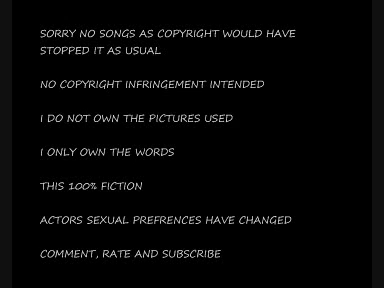 SORRY NO SONGS AS COPYRIGHT WOULD HAVE
STOPPED IT AS USUAL
NO COPYRIGHT INFRINGEMENT INTENDED
I DO NOT OWN THE PICTURES USED
I ONLY OWN THE WORDS
THIS 100% FICTION
ACTORS SEXUAL PREFRENCES HAVE CHANGED
COMMENT, RATE AND SUBSCRIBE